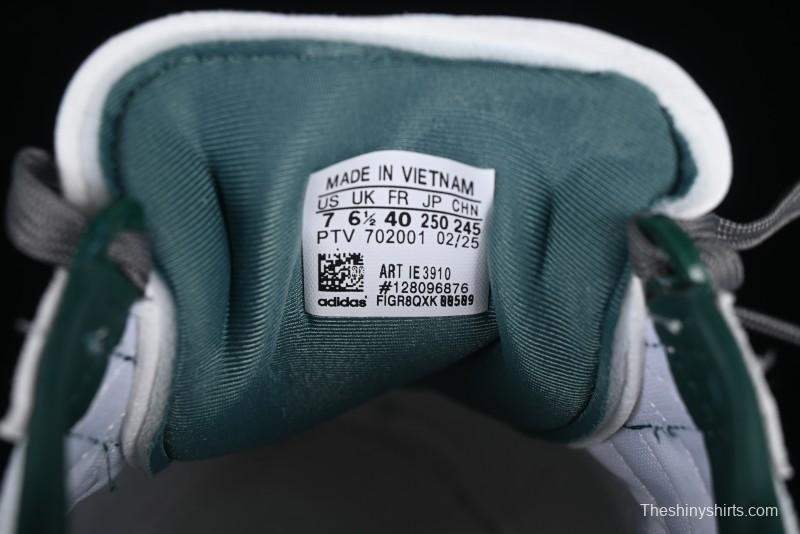 MADE IN VIETNAM
US UK FR JP CHN
7 6½ 40 250 245
PTV 702001 02/25
ART IE3910
#128096876
adidas
TheshinyShirts.com